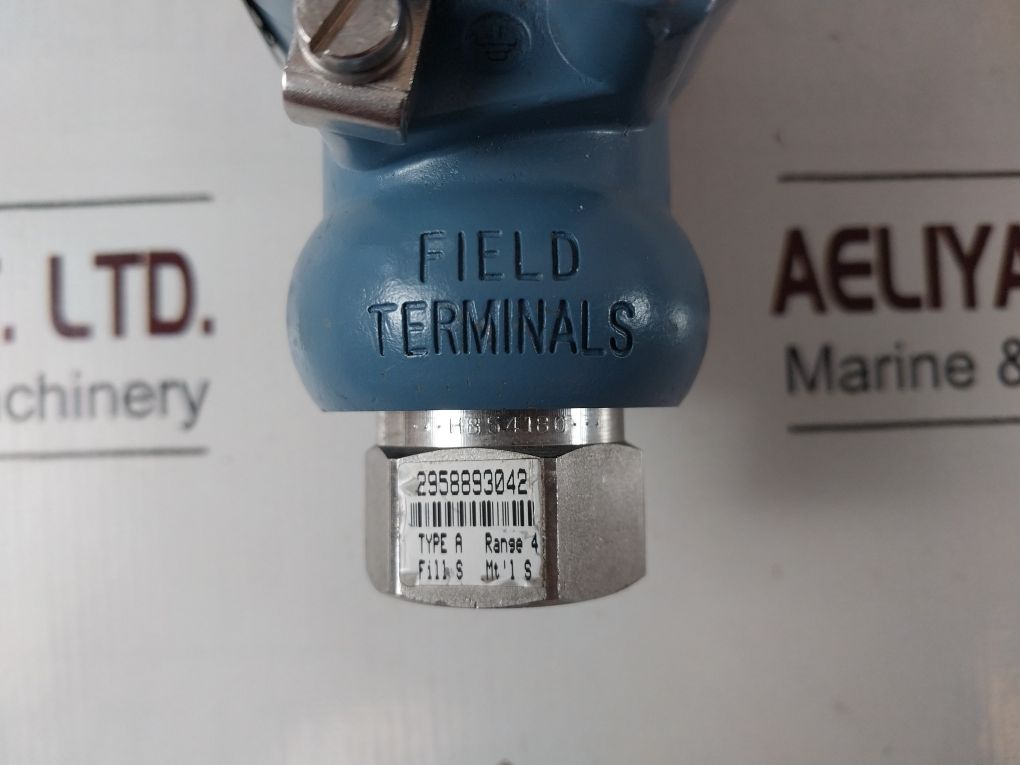 LTD.
chinery
AELIYA
Marine &
FIELD
TERMINALS
2958893042
TYPE A Range 4
Fill S Mt'l S